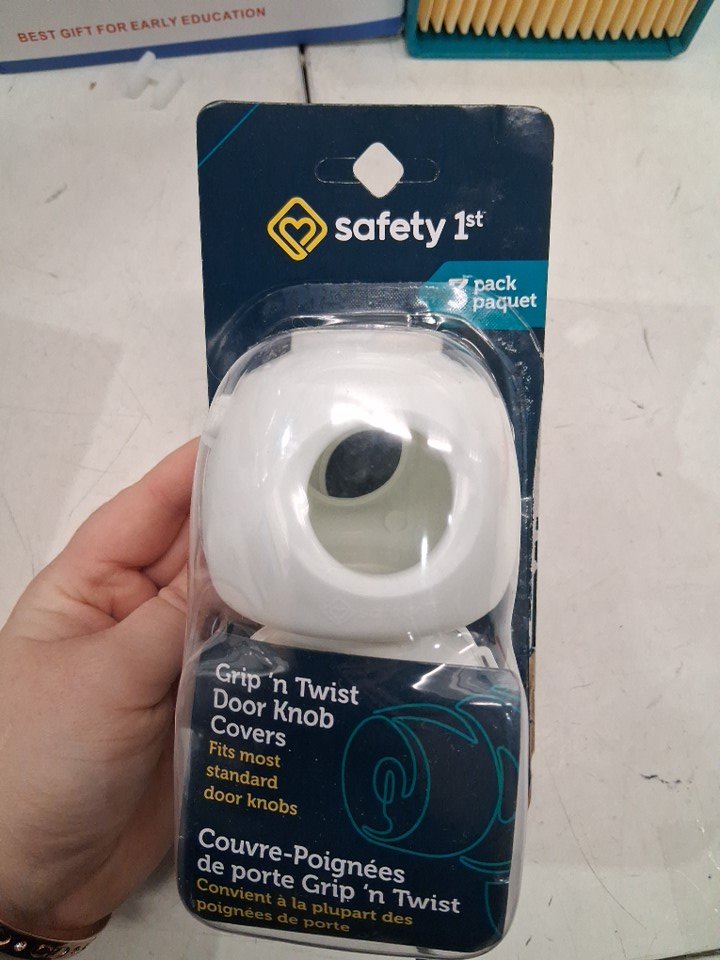 BEST GIFT FOR EARLY EDUCATION
safety 1st
3 pack
paquet
Grip 'n Twist
Door Knob
Covers
Fits most
standard
door knobs
Couvre-Poignées
de porte Grip 'n Twist
Convient à la plupart des
poignées de porte